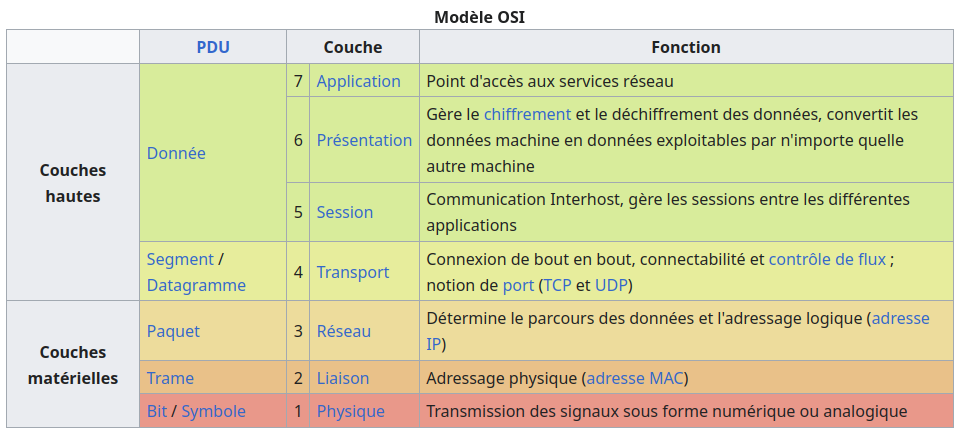 Modèle OSI
PDU Couche Fonction
Couches
hautes
Donnée
7 Application Point d'accès aux services réseau
6 Présentation Gère le chiffrement et le déchiffrement des données, convertit les
données machine en données exploitables par n'importe quelle
autre machine
5 Session Communication Interhost, gère les sessions entre les différentes
applications
Segment /
Datagramme
4 Transport Connexion de bout en bout, connectabilité et contrôle de flux ;
notion de port (TCP et UDP)
Couches
matérielles
Paquet 3 Réseau Détermine le parcours des données et l'adressage logique (adresse
IP)
Trame 2 Liaison Adressage physique (adresse MAC)
Bit / Symbole 1 Physique Transmission des signaux sous forme numérique ou analogique